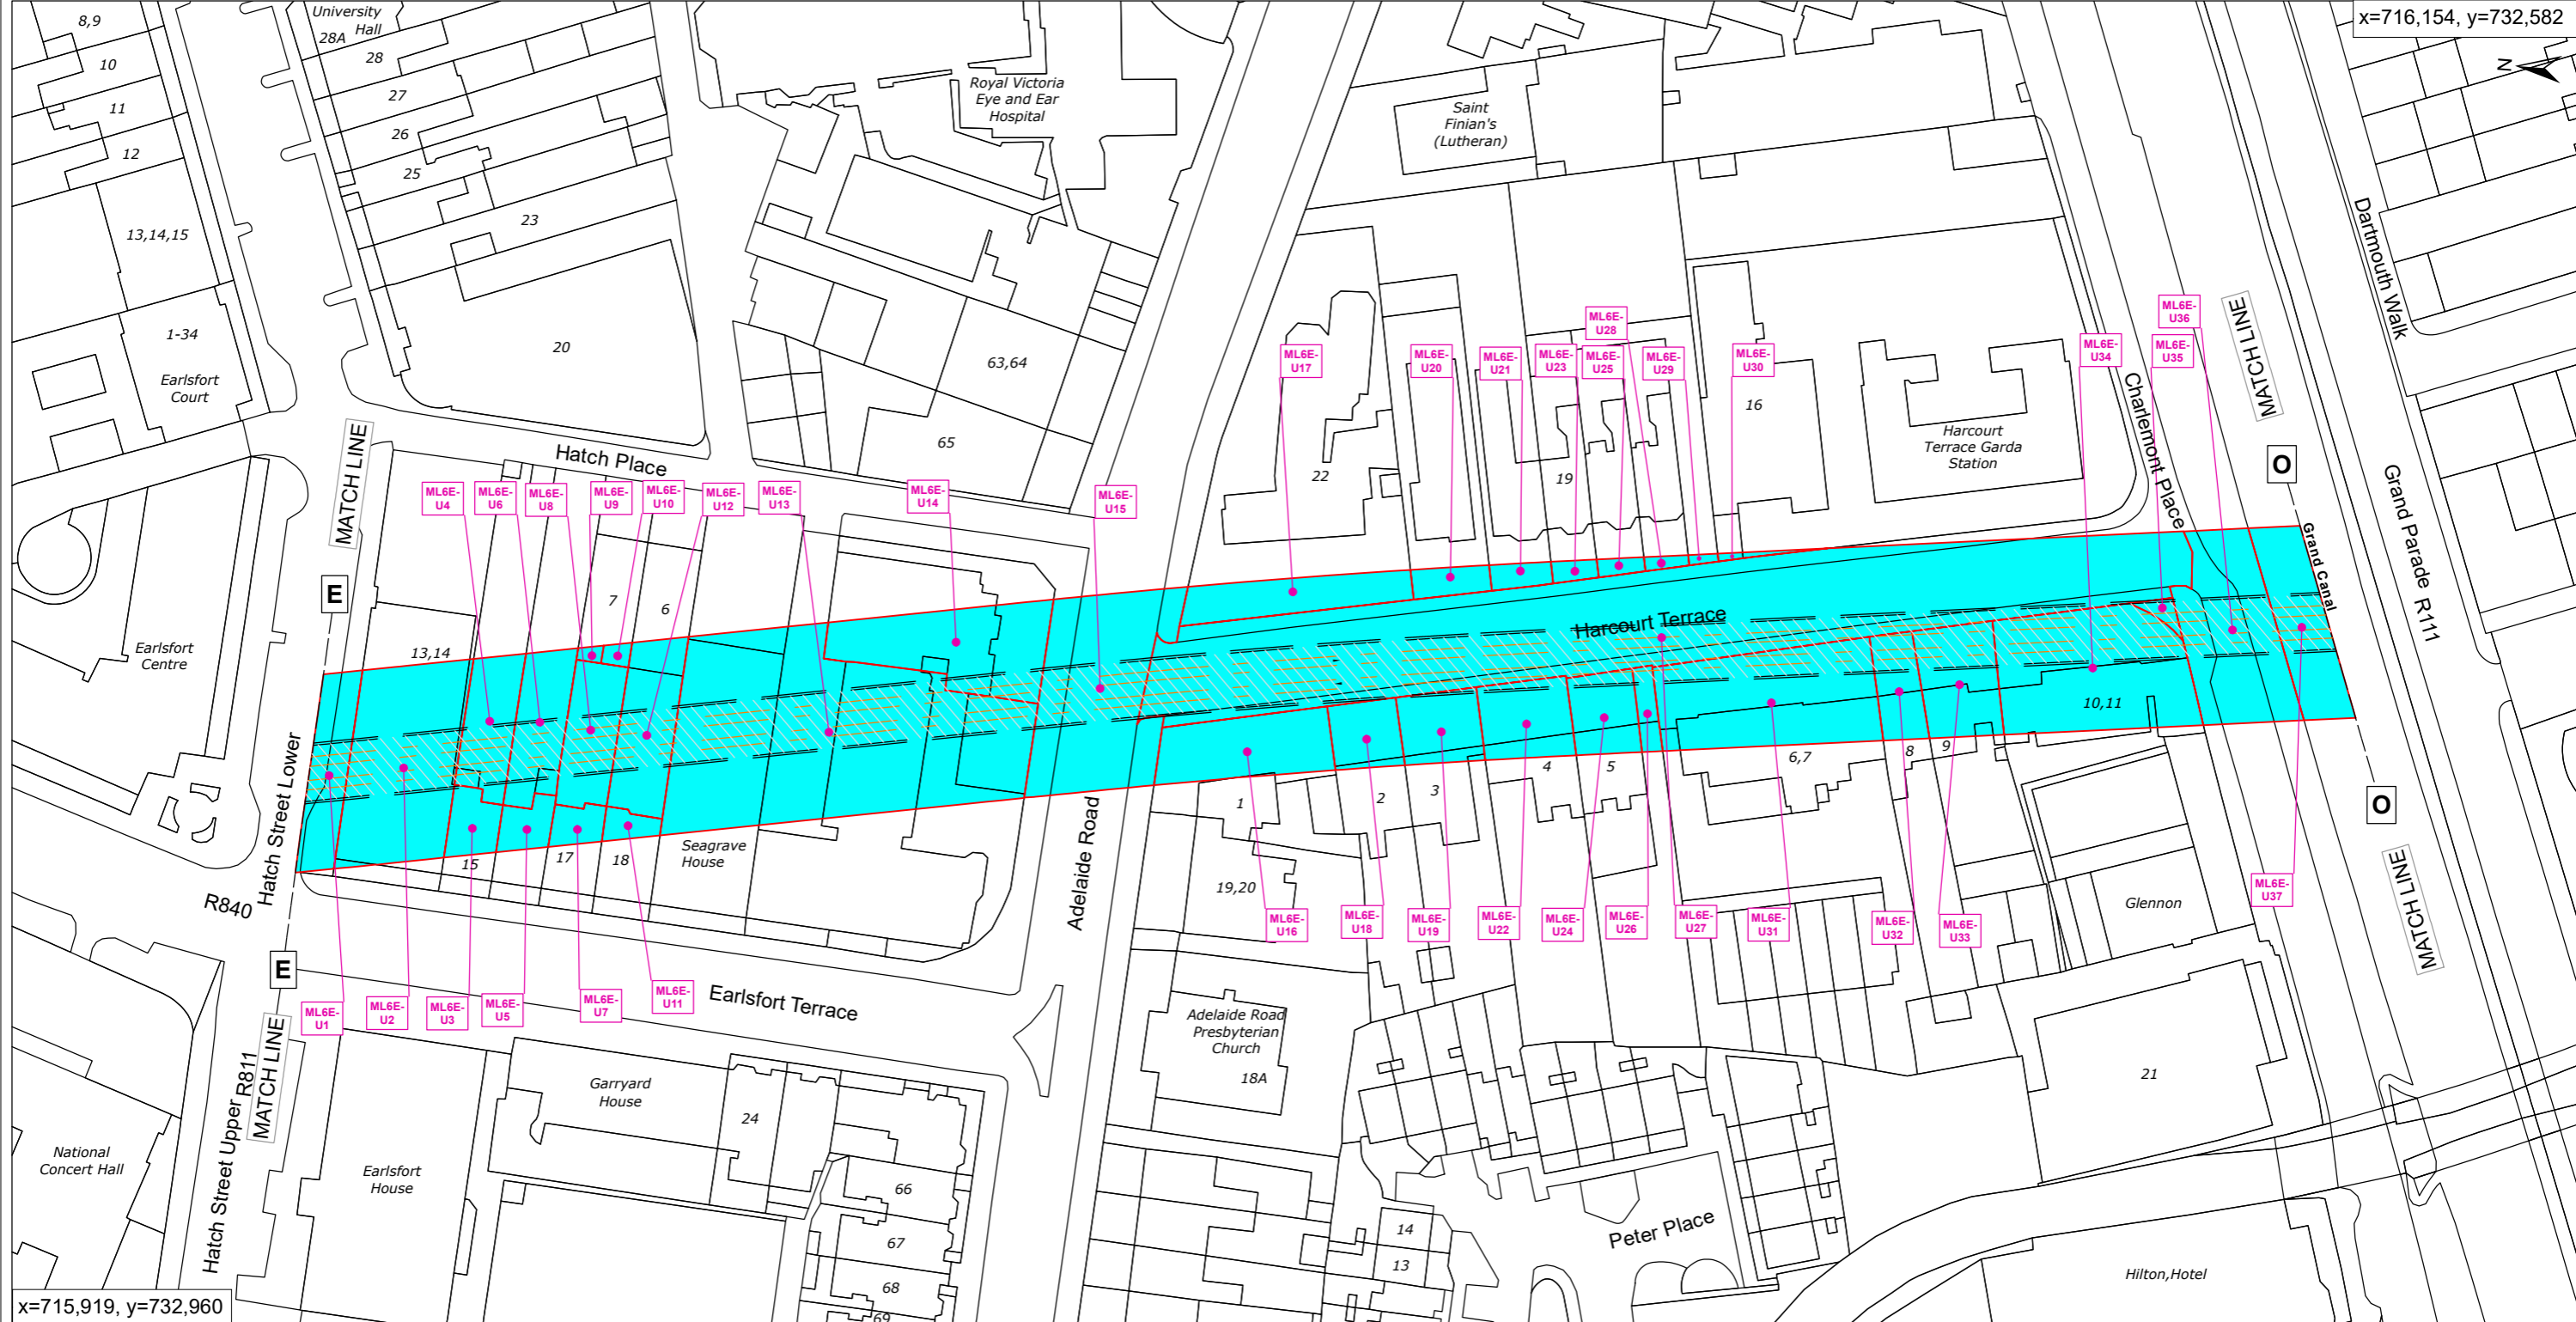 x=716,154, y=732,582
N
8,9
10
11
12
13,14,15
1-34
Earlsfort
Court
University
Hall
28A
28
27
26
25
23
20
Royal Victoria
Eye and Ear
Hospital
63,64
65
Saint
Finian's
(Lutheran)
Dartmouth Walk
Grand Parade R111
Grand Canal
Charlemont Place
MATCH LINE
O
ML6E-
U36
ML6E-
U35
ML6E-
U34
Harcourt
Terrace Garda
Station
16
19
22
ML6E-
U17
ML6E-
U20
ML6E-
U21
ML6E-
U23
ML6E-
U28
ML6E-
U25
ML6E-
U29
ML6E-
U30
Hatch Place
MATCH LINE
E
ML6E-
U4
ML6E-
U6
ML6E-
U8
ML6E-
U9
ML6E-
U10
ML6E-
U12
ML6E-
U13
ML6E-
U14
ML6E-
U15
Earlsfort
Centre
13,14
7
6
Harcourt Terrace
15
17
18
Seagrave
House
Hatch Street Lower
R840
E
Adelaide Road
1
2
3
4
5
6,7
8
9
10,11
19,20
O
MATCH LINE
ML6E-
U16
ML6E-
U18
ML6E-
U19
ML6E-
U22
ML6E-
U24
ML6E-
U26
ML6E-
U27
ML6E-
U31
ML6E-
U32
ML6E-
U33
ML6E-
U37
Glennon
ML6E-
U1
ML6E-
U2
ML6E-
U3
ML6E-
U5
ML6E-
U7
ML6E-
U11
Earlsfort Terrace
MATCH LINE
Hatch Street Upper R811
National
Concert Hall
Earlsfort
House
Garryard
House
24
66
67
68
69
Adelaide Road
Presbyterian
Church
18A
14
13
Peter Place
21
Hilton,Hotel
x=715,919, y=732,960